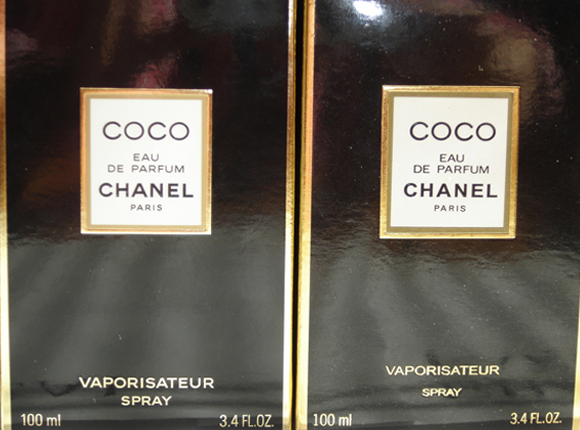 COCO
EAU
DE PARFUM
CHANEL
PARIS
VAPORISATEUR
SPRAY
100 ml 3.4 FL.OZ.
COCO
EAU
DE PARFUM
CHANEL
PARIS
VAPORISATEUR
SPRAY
100 ml 3.4 FL.OZ.